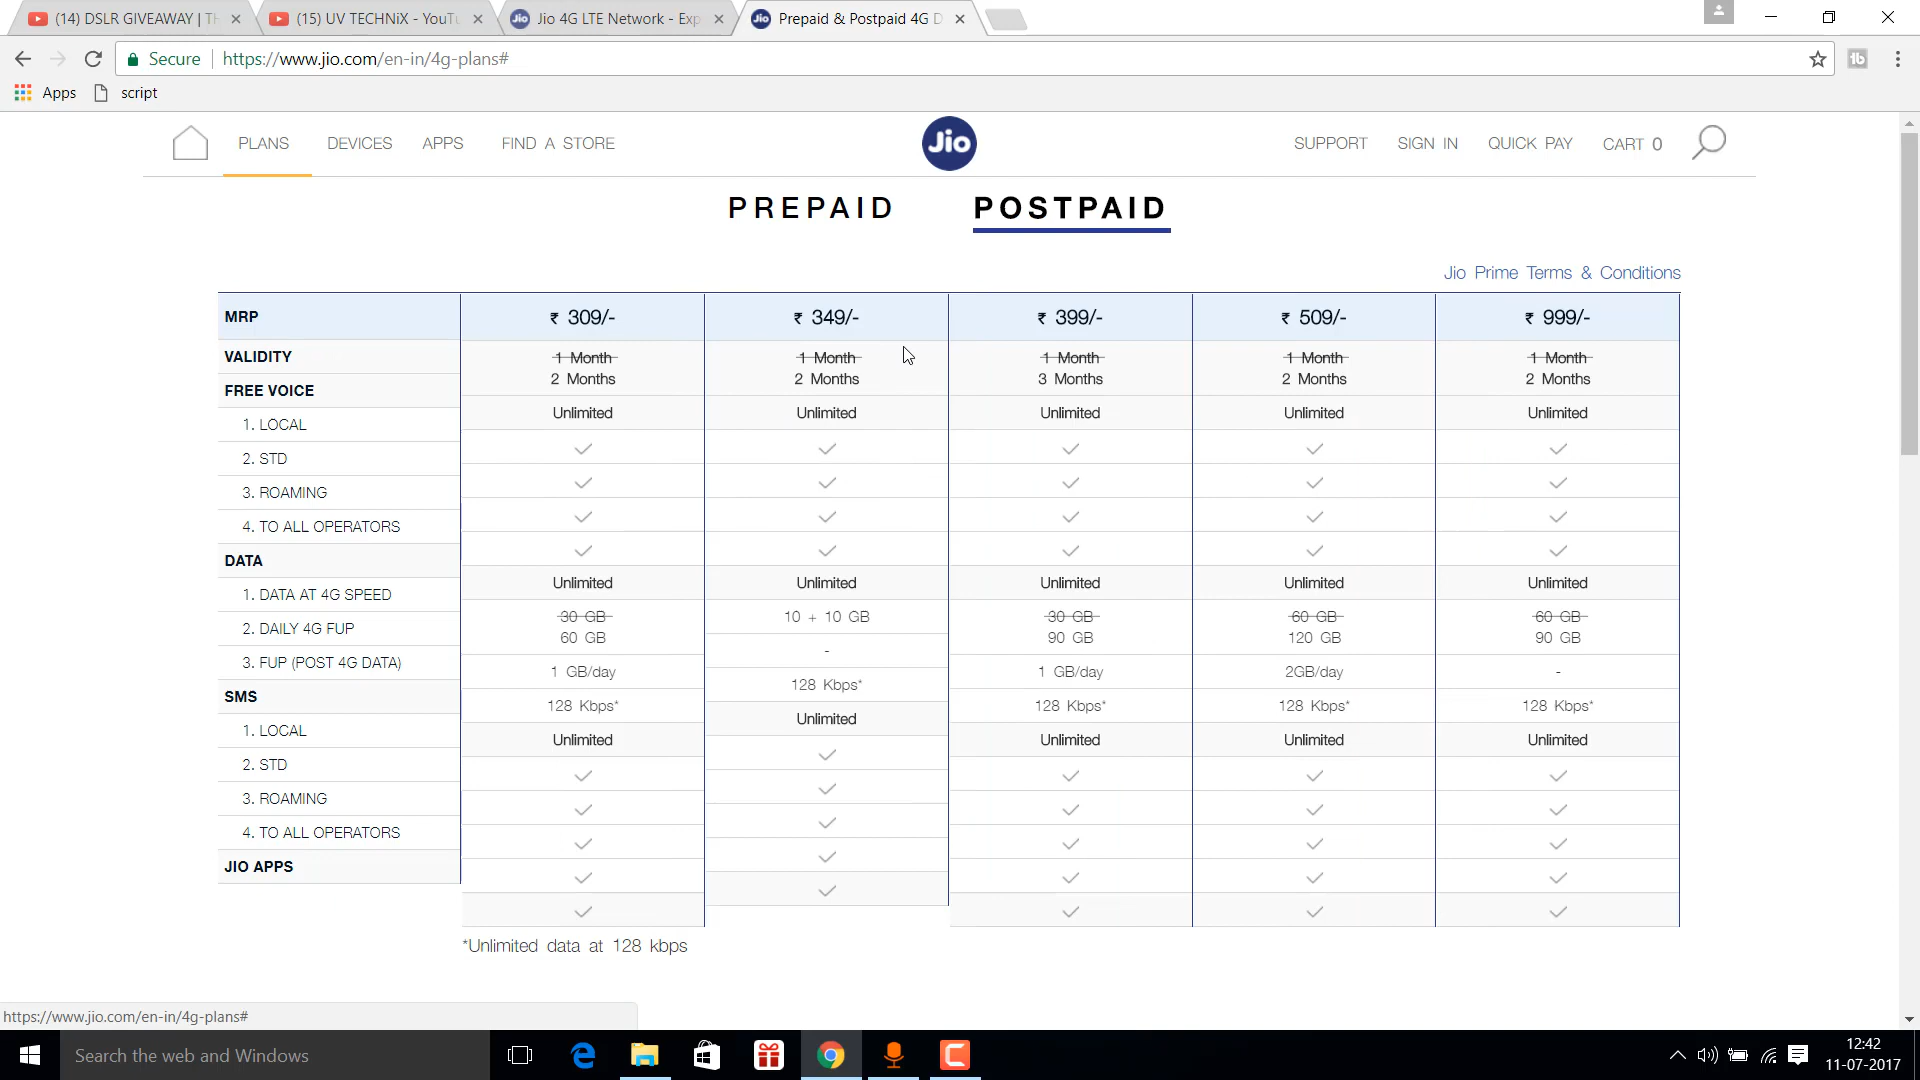 (14) DSLR GIVEAWAY | TH
(15) UV TECHNiX - YouTu
Jio 4G LTE Network - Exp
Prepaid & Postpaid 4G D
Secure https://www.jio.com/en-in/4g-plans#
Apps script
PLANS DEVICES APPS FIND A STORE Jio SUPPORT SIGN IN QUICK PAY CART 0
PREPAID POSTPAID
Jio Prime Terms & Conditions
MRP ₹ 309/- ₹ 349/- ₹ 399/- ₹ 509/- ₹ 999/-
VALIDITY 1 Month 1 Month 1 Month 1 Month 1 Month
2 Months 2 Months 3 Months 2 Months 2 Months
FREE VOICE Unlimited Unlimited Unlimited Unlimited Unlimited
1. LOCAL
2. STD
3. ROAMING
4. TO ALL OPERATORS
DATA Unlimited Unlimited Unlimited Unlimited Unlimited
1. DATA AT 4G SPEED 30 GB 10 + 10 GB 30 GB 60 GB 60 GB
60 GB 90 GB 120 GB 90 GB
2. DAILY 4G FUP 1 GB/day - 1 GB/day 2GB/day -
3. FUP (POST 4G DATA) 128 Kbps* 128 Kbps* 128 Kbps* 128 Kbps* 128 Kbps*
SMS Unlimited Unlimited Unlimited Unlimited Unlimited
1. LOCAL
2. STD
3. ROAMING
4. TO ALL OPERATORS
JIO APPS
*Unlimited data at 128 kbps
https://www.jio.com/en-in/4g-plans#
Search the web and Windows
12:42
11-07-2017